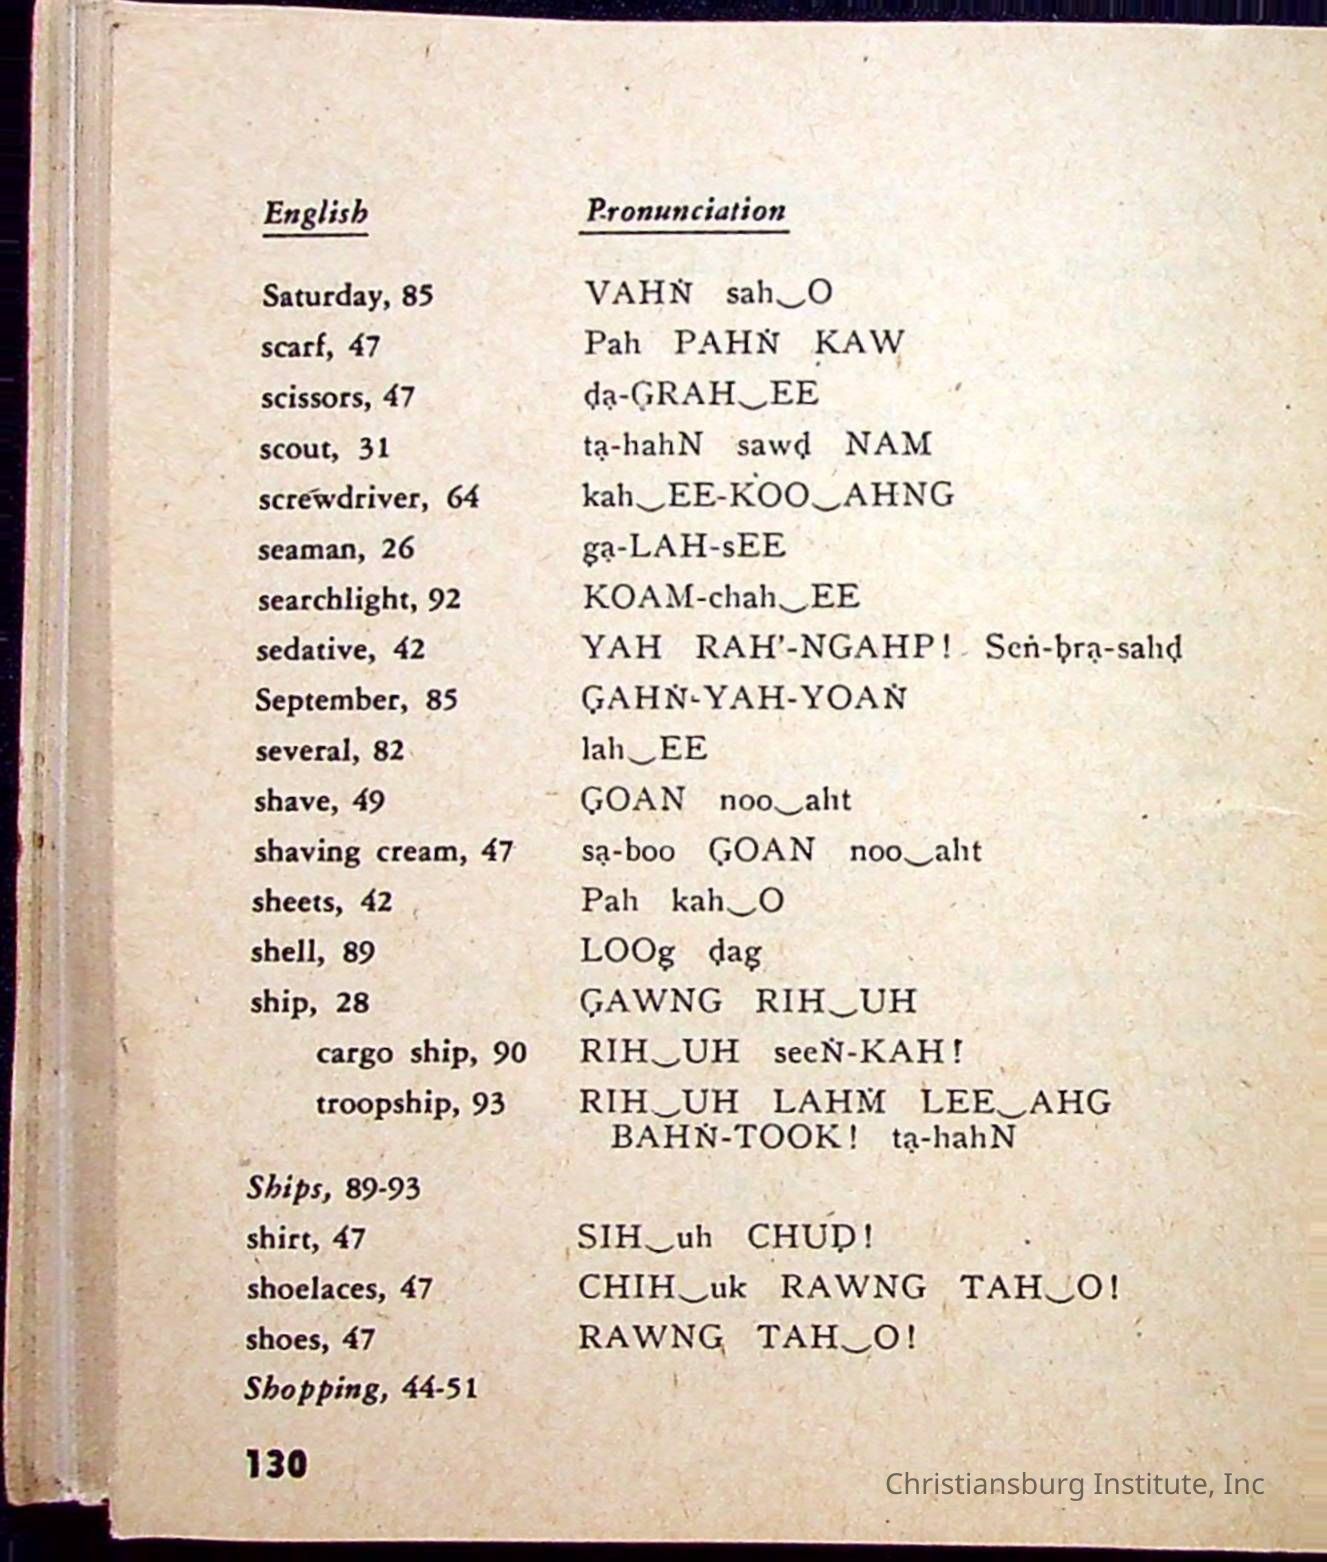 English Pronunciation
Saturday, 85 VAHṄ sah‿O
scarf, 47 Pah PAHṄ KAW
scissors, 47 ḍạ-G̣RAH‿EE
scout, 31 tạ-hahN sawḍ NAM
screwdriver, 64 kah‿EE-KOO‿AHNG
seaman, 26 g̣ạ-LAH-sEE
searchlight, 92 KOAM-chah‿EE
sedative, 42 YAH RAH'-NGAHP! Seṅ-ḅrạ-sahḍ
September, 85 G̣AHṄ-YAH-YOAṄ
several, 82 lah‿EE
shave, 49 G̣OAN noo‿aht
shaving cream, 47 sạ-boo G̣OAN noo‿aht
sheets, 42 Pah kah‿O
shell, 89 LOOg̣ ḍag̣
ship, 28 G̣AWNG RIH‿UH
cargo ship, 90 RIH‿UH seeṄ-KAH!
troopship, 93 RIH‿UH LAHṀ LEE‿AHG
BAHṄ-TOOK! tạ-hahN
Ships, 89-93
shirt, 47 SIH‿uh CHUḌ!
shoelaces, 47 CHIH‿uk RAWNG TAH‿O!
shoes, 47 RAWNG TAH‿O!
Shopping, 44-51
130
Christiansburg Institute, Inc